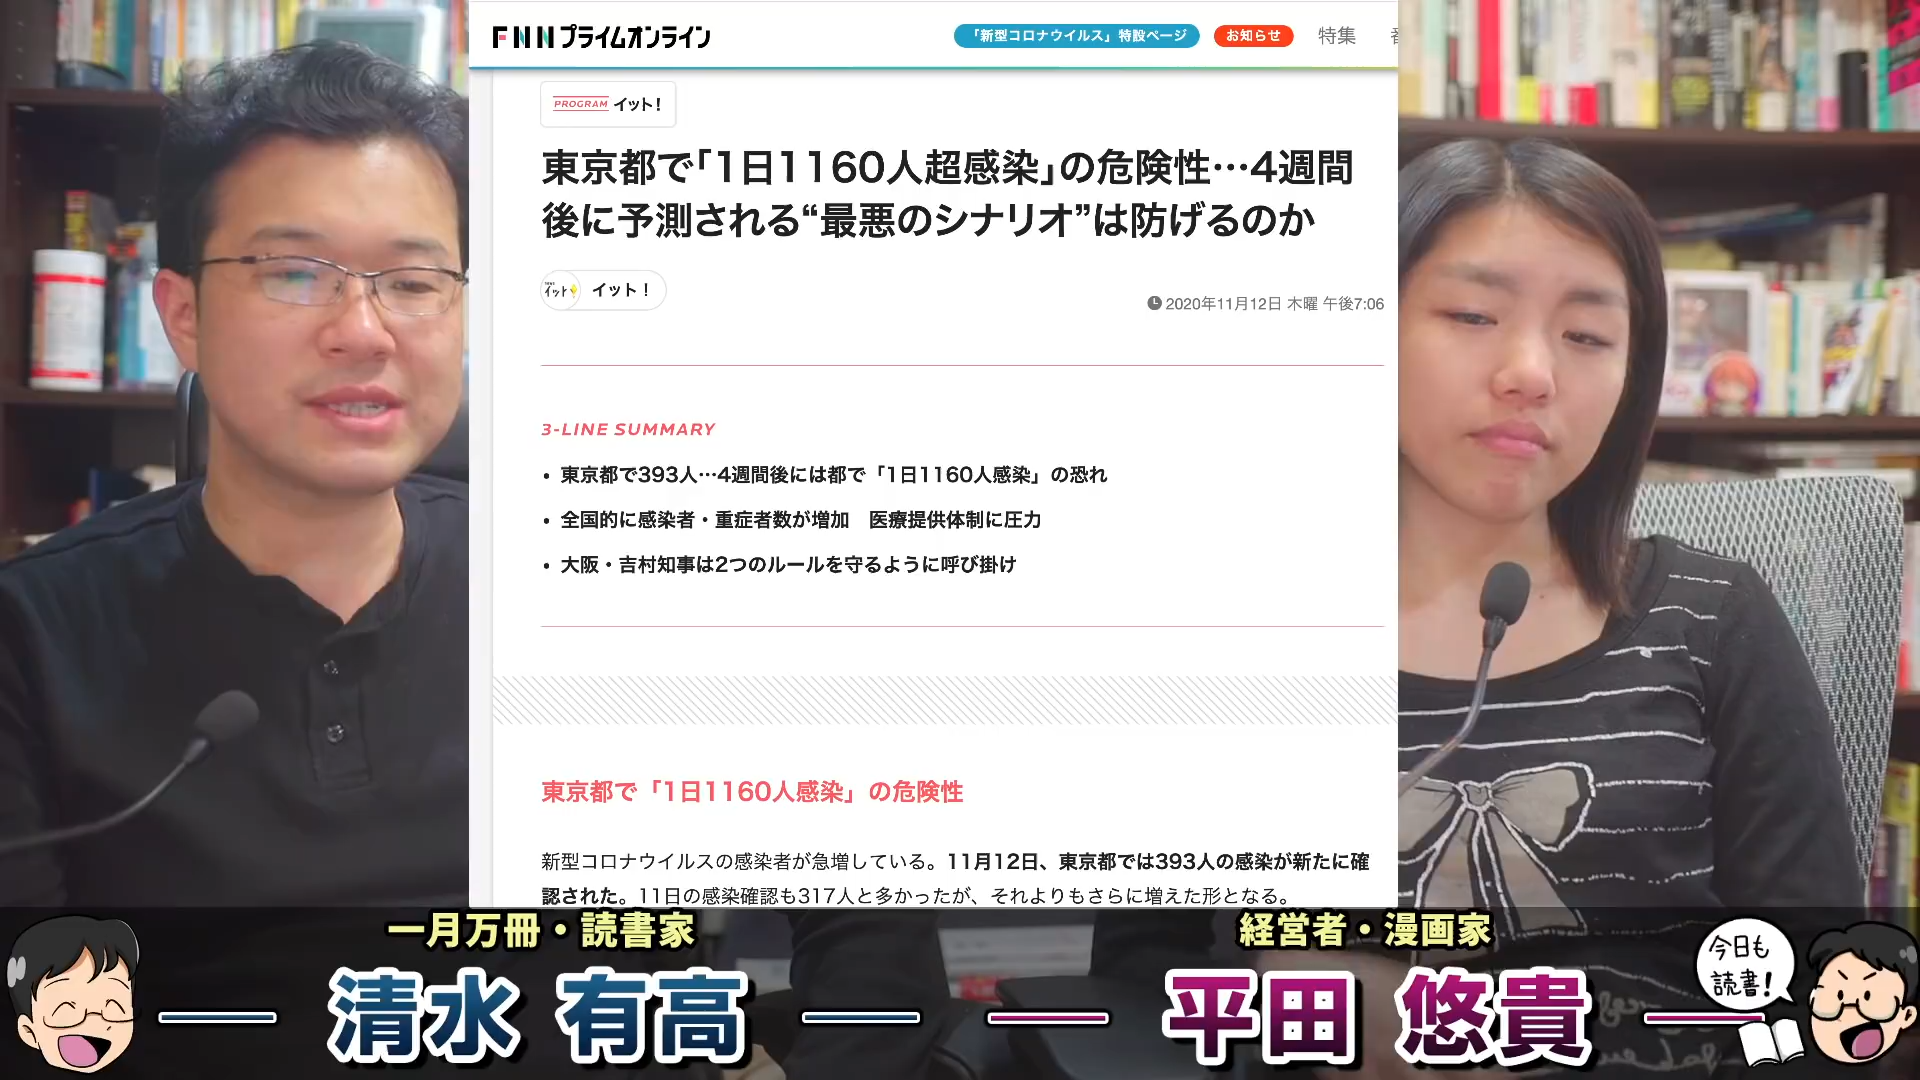 FNNプライムオンライン
「新型コロナウイルス」特設ページ
お知らせ
特集
PROGRAM イット！
東京都で「1日1160人超感染」の危険性…4週間
後に予測される“最悪のシナリオ”は防げるのか
イット！ イット！
2020年11月12日 木曜 午後7:06
3-LINE SUMMARY
• 東京都で393人…4週間後には都で「1日1160人感染」の恐れ
• 全国的に感染者・重症者数が増加　医療提供体制に圧力
• 大阪・吉村知事は2つのルールを守るように呼び掛け
東京都で「1日1160人感染」の危険性
新型コロナウイルスの感染者が急増している。11月12日、東京都では393人の感染が新たに確
認された。11日の感染確認も317人と多かったが、それよりもさらに増えた形となる。
一月万冊・読書家
清水 有高
経営者・漫画家
平田 悠貴
今日も
読書！